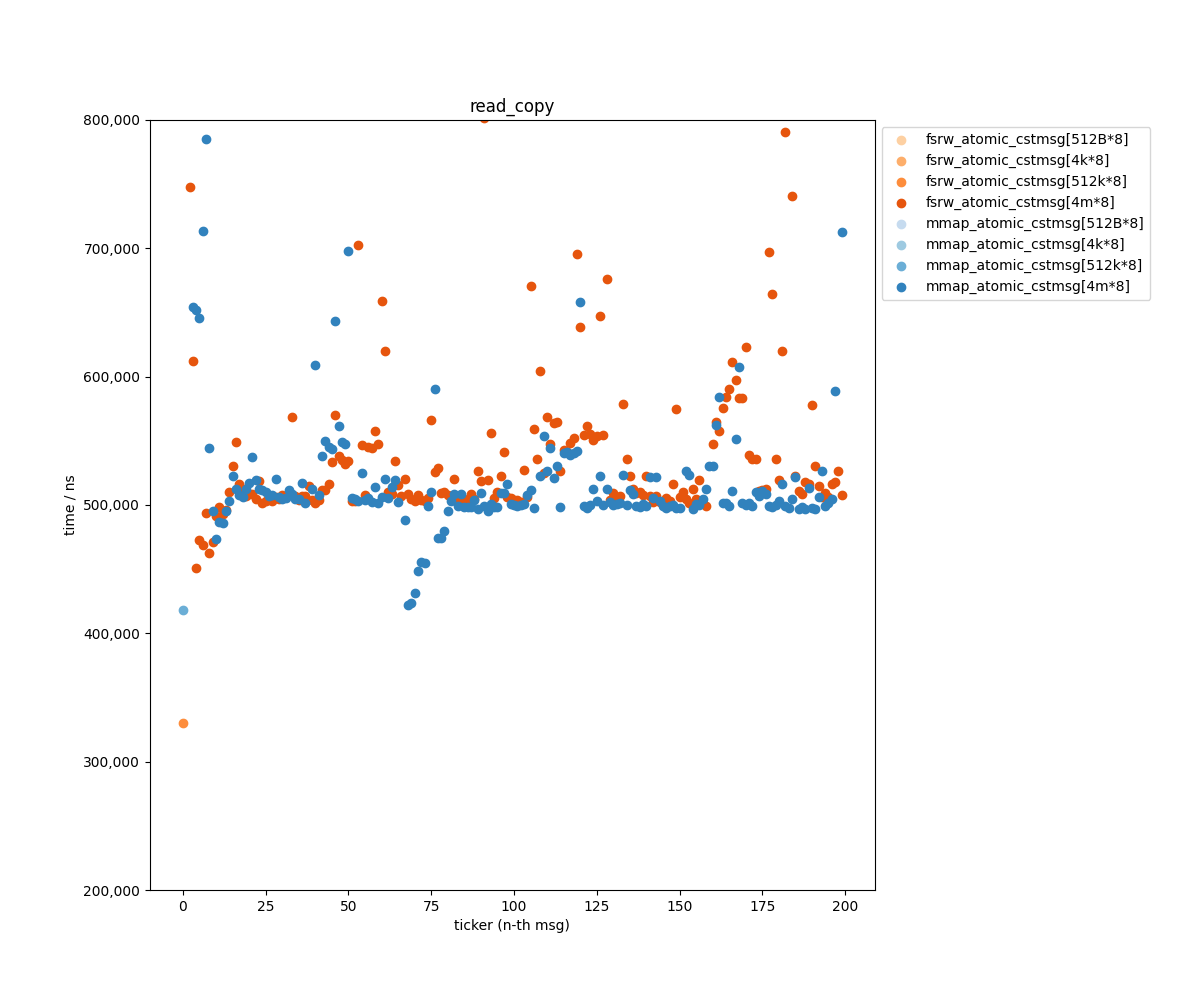 read_copy
800,000
700,000
600,000
500,000
400,000
300,000
200,000
time / ns
0 25 50 75 100 125 150 175 200
ticker (n-th msg)
fsrw_atomic_cstmsg[512B*8]
fsrw_atomic_cstmsg[4k*8]
fsrw_atomic_cstmsg[512k*8]
fsrw_atomic_cstmsg[4m*8]
mmap_atomic_cstmsg[512B*8]
mmap_atomic_cstmsg[4k*8]
mmap_atomic_cstmsg[512k*8]
mmap_atomic_cstmsg[4m*8]